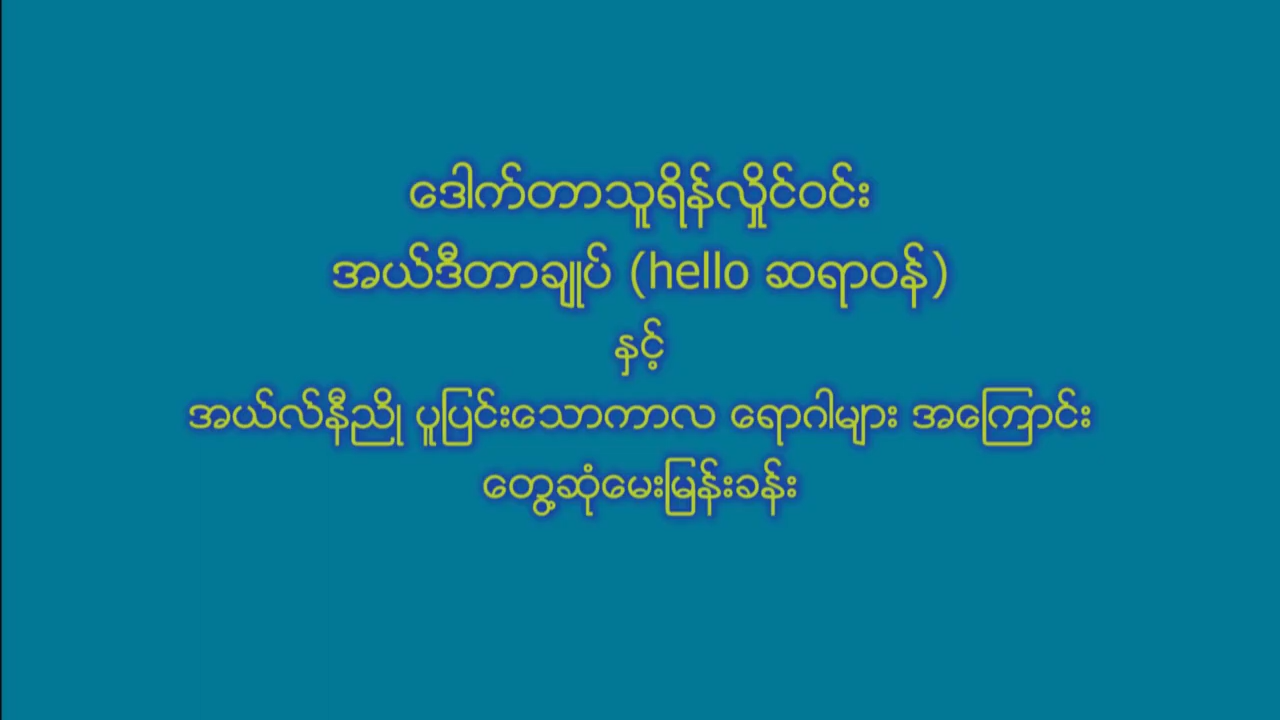 ဒေါက်တာသူရိန်လှိုင်ဝင်း
အယ်ဒီတာချုပ် (hello ဆရာဝန်)
နှင့်
အယ်လ်နီညို ပူပြင်းသောကာလ ရောဂါများ အကြောင်း
တွေ့ဆုံမေးမြန်းခန်း